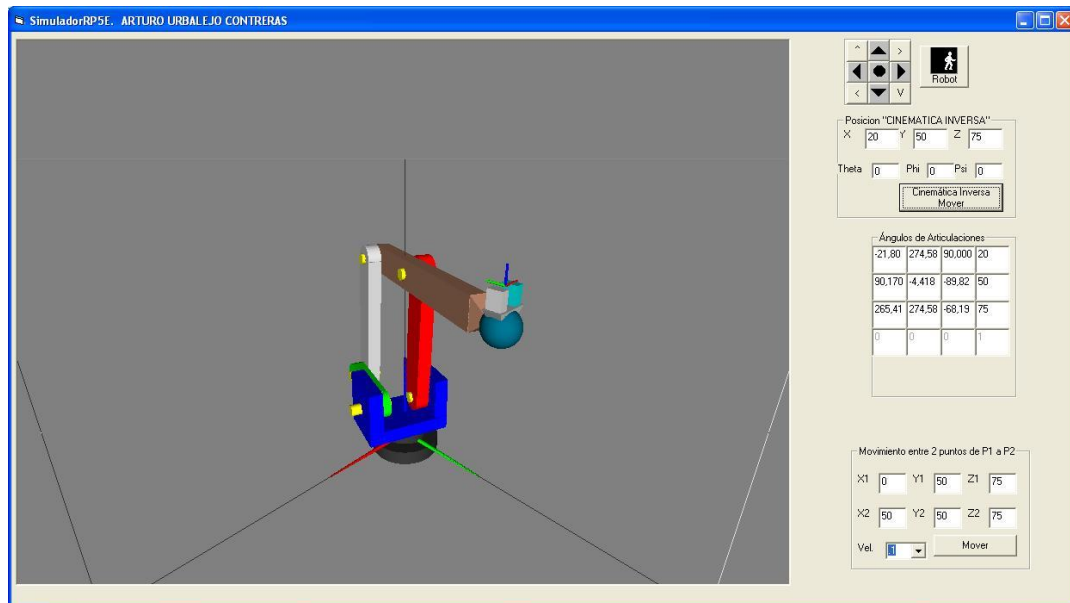 SimuladorRP5E. ARTURO URBALEJO CONTRERAS
^ >
< V
Robot
Posicion "CINEMATICA INVERSA"
X 20 Y 50 Z 75
Theta 0 Phi 0 Psi 0
Cinemática Inversa
Mover
Ángulos de Articulaciones
-21,80 274,58 90,000 20
90,170 -4,418 -89,82 50
265,41 274,58 -68,19 75
0 0 0 1
Movimiento entre 2 puntos de P1 a P2
X1 0 Y1 50 Z1 75
X2 50 Y2 50 Z2 75
Vel. .1 Mover